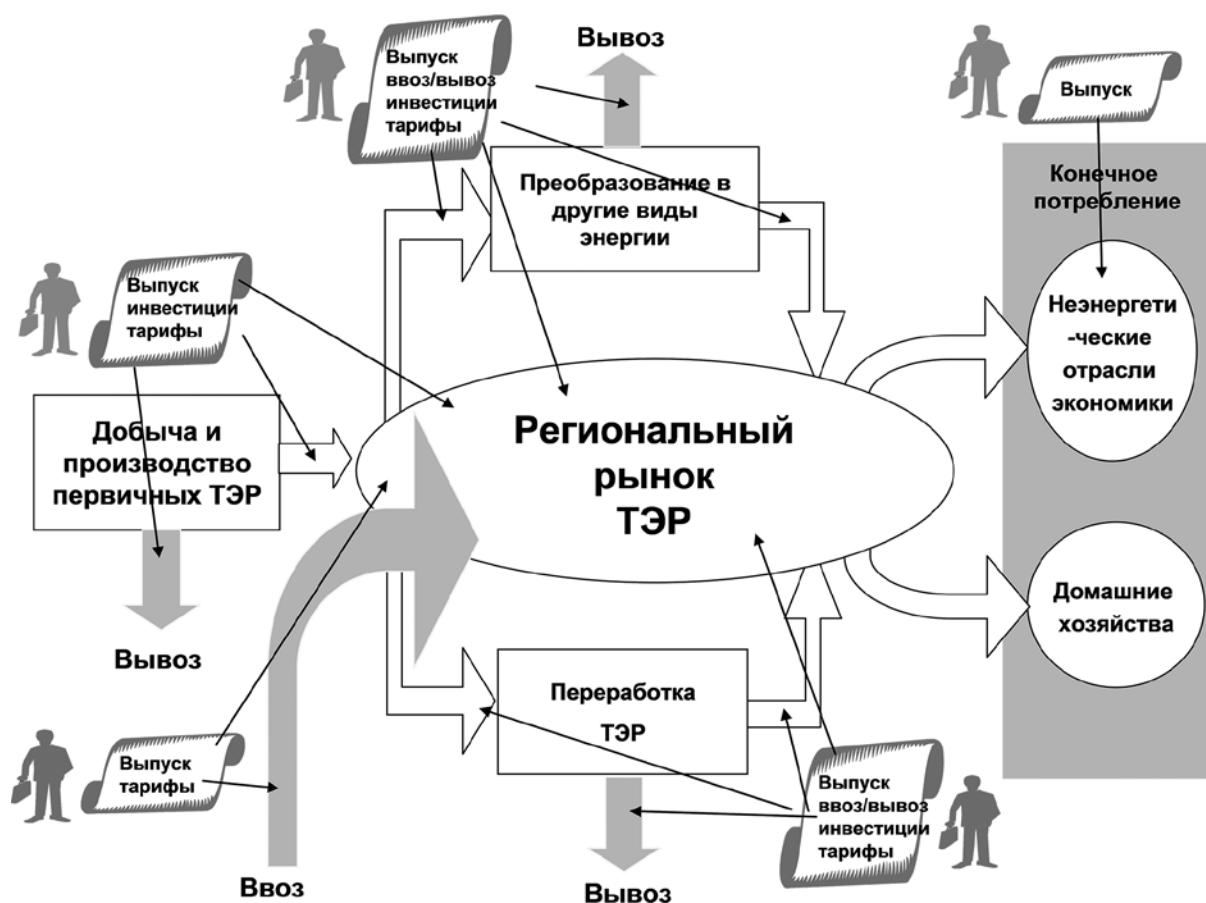 Вывоз
Выпуск
ввоз/вывоз
инвестиции
тарифы
Выпуск
Преобразование в
другие виды
энергии
Конечное
потребление
Выпуск
инвестиции
тарифы
Неэнергети
-ческие
отрасли
экономики
Добыча и
производство
первичных ТЭР
Региональный
рынок
ТЭР
Домашние
хозяйства
Вывоз
Переработка
ТЭР
Выпуск
тарифы
Выпуск
ввоз/вывоз
инвестиции
тарифы
Ввоз
Вывоз